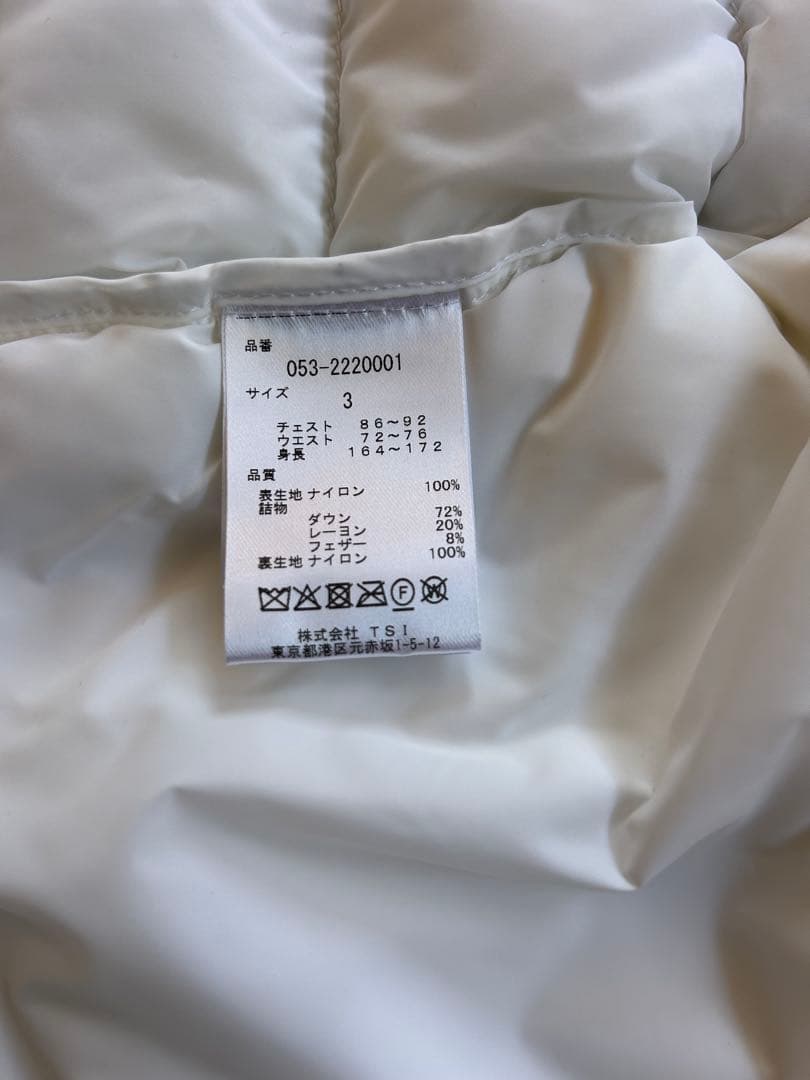 品番
053-2220001
サイズ
3
チェスト 86〜92
ウエスト 72〜76
身長 164〜172
品質
表生地 ナイロン 100%
詰物
ダウン 72%
レーヨン 20%
フェザー 8%
裏生地 ナイロン 100%
F W
株式会社 TSI
東京都港区元赤坂1-5-12